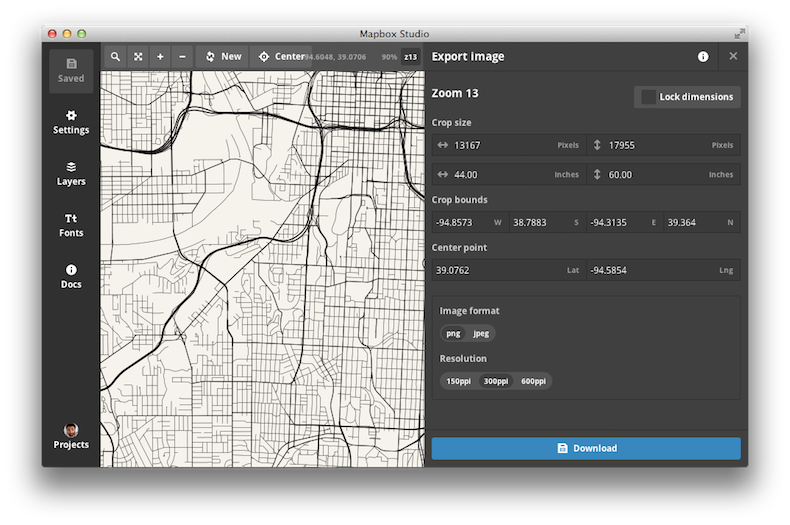 Mapbox Studio
Saved
Settings
Layers
Fonts
Docs
Projects
New
Center
94.6048, 39.0706
90%
z13
Export image
Zoom 13
Lock dimensions
Crop size
13167 Pixels
17955 Pixels
44.00 Inches
60.00 Inches
Crop bounds
-94.8573 W
38.7883 S
-94.3135 E
39.364 N
Center point
39.0762 Lat
-94.5854 Lng
Image format
png jpeg
Resolution
150ppi 300ppi 600ppi
Download